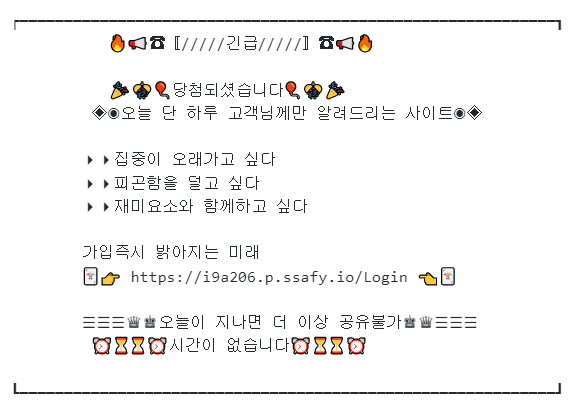 🔥📢☎ 〚/////긴급/////〛 ☎📢🔥
🎉👑🎈당첨되셨습니다🎈👑🎉
◈◉오늘 단 하루 고객님께만 알려드리는 사이트◉◈
▶▶집중이 오래가고 싶다
▶▶피곤함을 덜고 싶다
▶▶재미요소와 함께하고 싶다
가입즉시 밝아지는 미래
🃏👉 https://i9a206.p.ssafy.io/Login 👈🃏
☰☰☰♕♚오늘이 지나면 더 이상 공유불가♚♕☰☰☰
⏰⌛⌛⏰시간이 없습니다⏰⌛⌛⏰